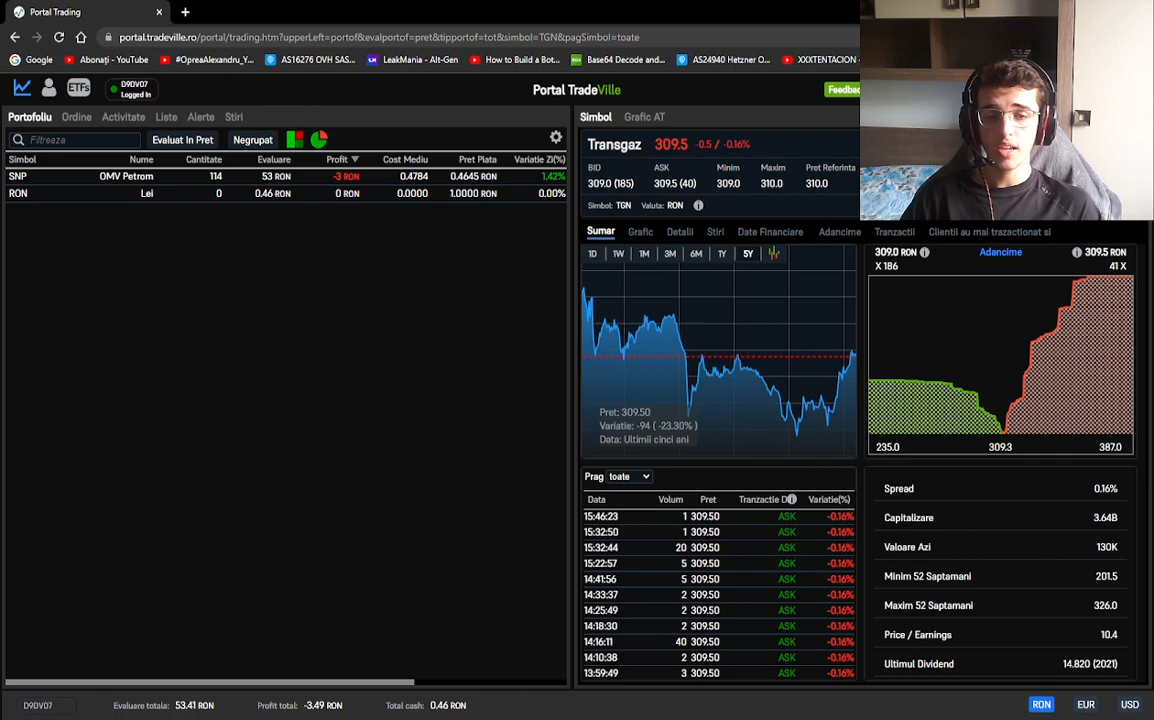 Portal Trading
portal.tradeville.ro/portal/trading.htm?upperLeft=portof&evalportof=pret&tipportof=tot&simbol=TGN&pagSimbol=toate
Google Abonați - YouTube #OpreaAlexandru_Y... AS16276 OVH SAS... LeakMania - Alt-Gen How to Build a Bot... Base64 Decode and... AS24940 Hetzner O... XXXTENTACION -
ETFs D9DV07 Logged In Portal TradeVille Feedba
Portofoliu Ordine Activitate Liste Alerte Stiri
Filtreaza Evaluat In Pret Negrupat
Simbol Nume Cantitate Evaluare Profit Cost Mediu Pret Piata Variatie Zi(%)
SNP OMV Petrom 114 53 RON -3 RON 0.4784 0.4645 RON 1.42%
RON Lei 0 0.46 RON 0 RON 0.0000 1.0000 RON 0.00%
Simbol Grafic AT
Transgaz 309.5 -0.5 / -0.16%
BID ASK Minim Maxim Pret Referinta
309.0 (185) 309.5 (40) 309.0 310.0 310.0
Simbol: TGN Valuta: RON
Sumar Grafic Detalii Stiri Date Financiare Adancime Tranzactii Clientii au mai trazactionat si
1D 1W 1M 3M 6M 1Y 5Y
Pret: 309.50
Variatie: -94 ( -23.30% )
Data: Ultimii cinci ani
309.0 RON Adancime 309.5 RON
X 186 41 X
235.0 309.3 387.0
Prag toate
Data Volum Pret Tranzactie D Variatie(%)
15:46:23 1 309.50 ASK -0.16%
15:32:50 1 309.50 ASK -0.16%
15:32:44 20 309.50 ASK -0.16%
15:22:57 5 309.50 ASK -0.16%
14:41:56 5 309.50 ASK -0.16%
14:33:37 2 309.50 ASK -0.16%
14:25:49 2 309.50 ASK -0.16%
14:18:30 2 309.50 ASK -0.16%
14:16:11 40 309.50 ASK -0.16%
14:10:38 2 309.50 ASK -0.16%
13:59:49 3 309.50 ASK -0.16%
Spread 0.16%
Capitalizare 3.64B
Valoare Azi 130K
Minim 52 Saptamani 201.5
Maxim 52 Saptamani 326.0
Price / Earnings 10.4
Ultimul Dividend 14.820 (2021)
D9DV07 Evaluare totala: 53.41 RON Profit total: -3.49 RON Total cash: 0.46 RON RON EUR USD